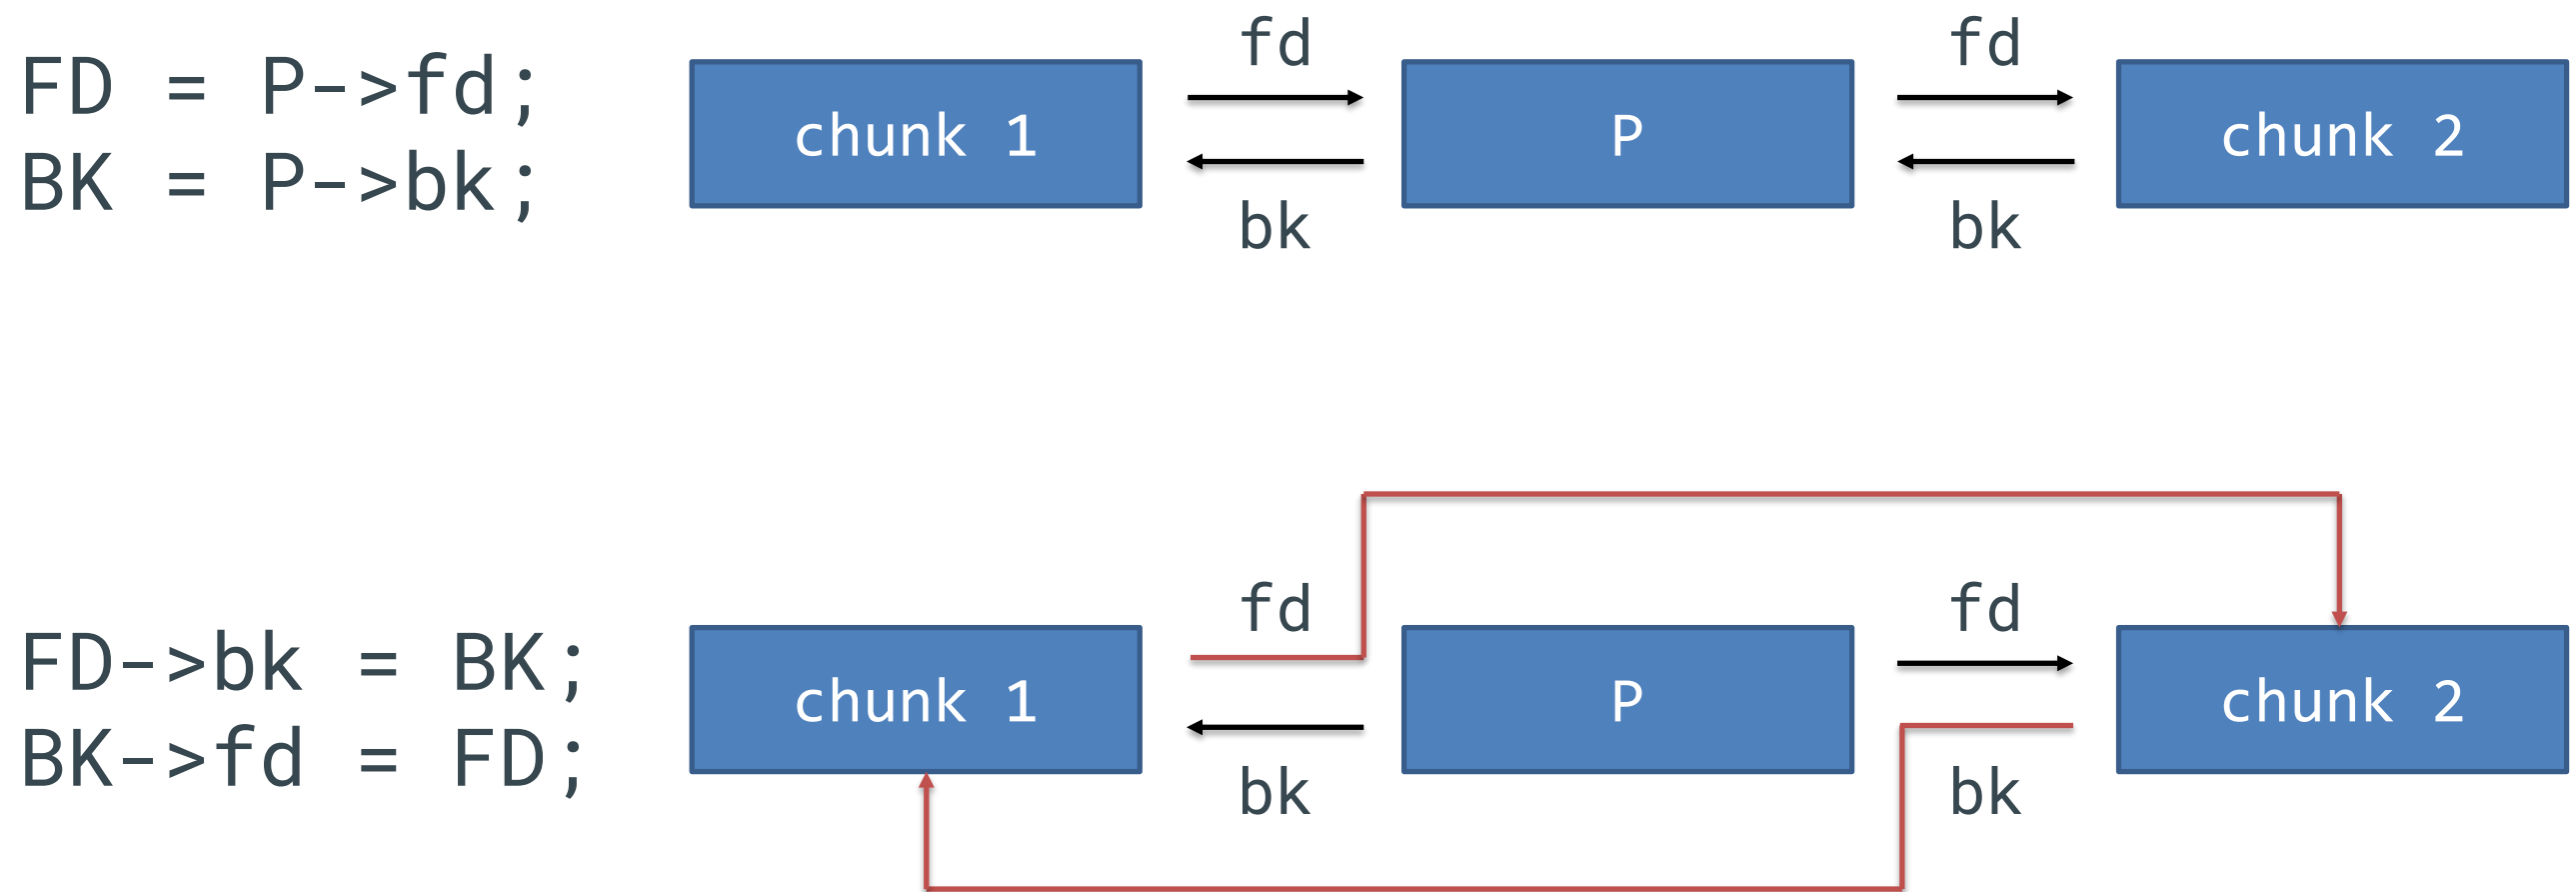 FD = P->fd;
BK = P->bk;
fd
fd
chunk 1
P
chunk 2
bk
bk
FD->bk = BK;
BK->fd = FD;
fd
fd
chunk 1
P
chunk 2
bk
bk